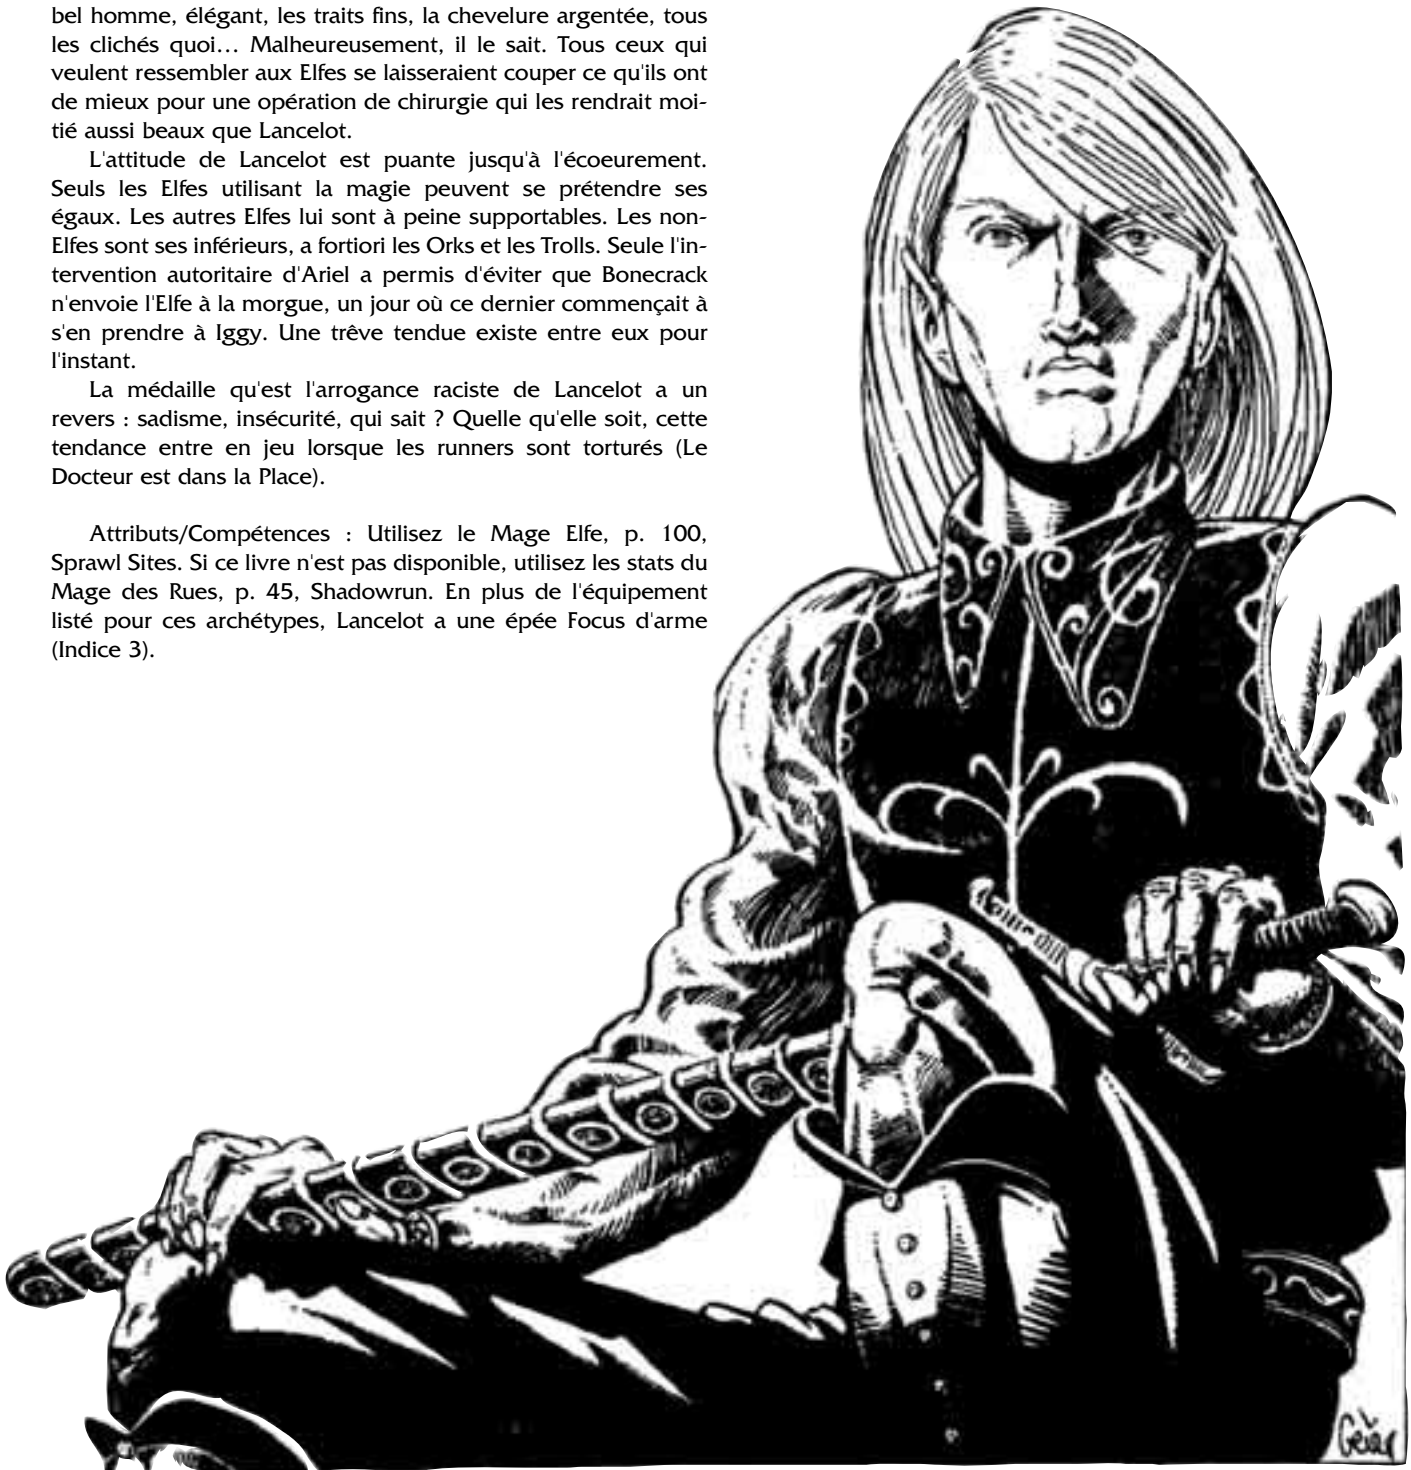 bel homme, élégant, les traits fins, la chevelure argentée, tous
les clichés quoi... Malheureusement, il le sait. Tous ceux qui
veulent ressembler aux Elfes se laisseraient couper ce qu'ils ont
de mieux pour une opération de chirurgie qui les rendrait moi-
tié aussi beaux que Lancelot.
L'attitude de Lancelot est puante jusqu'à l'écoeurement.
Seuls les Elfes utilisant la magie peuvent se prétendre ses
égaux. Les autres Elfes lui sont à peine supportables. Les non-
Elfes sont ses inférieurs, a fortiori les Orks et les Trolls. Seule l'in-
tervention autoritaire d'Ariel a permis d'éviter que Bonecrack
n'envoie l'Elfe à la morgue, un jour où ce dernier commençait à
s'en prendre à Iggy. Une trêve tendue existe entre eux pour
l'instant.
La médaille qu'est l'arrogance raciste de Lancelot a un
revers : sadisme, insécurité, qui sait ? Quelle qu'elle soit, cette
tendance entre en jeu lorsque les runners sont torturés (Le
Docteur est dans la Place).
Attributs/Compétences : Utilisez le Mage Elfe, p. 100,
Sprawl Sites. Si ce livre n'est pas disponible, utilisez les stats du
Mage des Rues, p. 45, Shadowrun. En plus de l'équipement
listé pour ces archétypes, Lancelot a une épée Focus d'arme
(Indice 3).